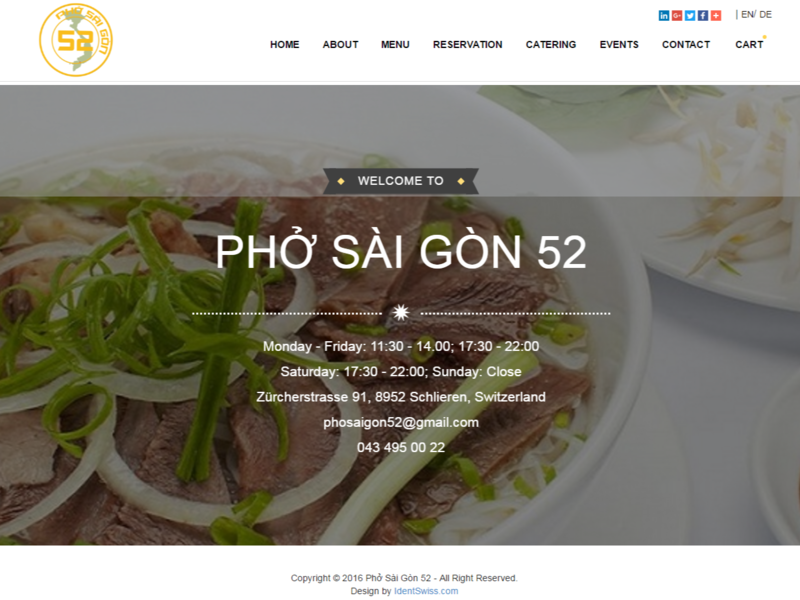 PHỞ SÀI GÒN
52
| EN/ DE
HOME ABOUT MENU RESERVATION CATERING EVENTS CONTACT CART
WELCOME TO
PHỞ SÀI GÒN 52
Monday - Friday: 11:30 - 14.00; 17:30 - 22:00
Saturday: 17:30 - 22:00; Sunday: Close
Zürcherstrasse 91, 8952 Schlieren, Switzerland
phosaigon52@gmail.com
043 495 00 22
Copyright © 2016 Phở Sài Gòn 52 - All Right Reserved.
Design by IdentSwiss.com